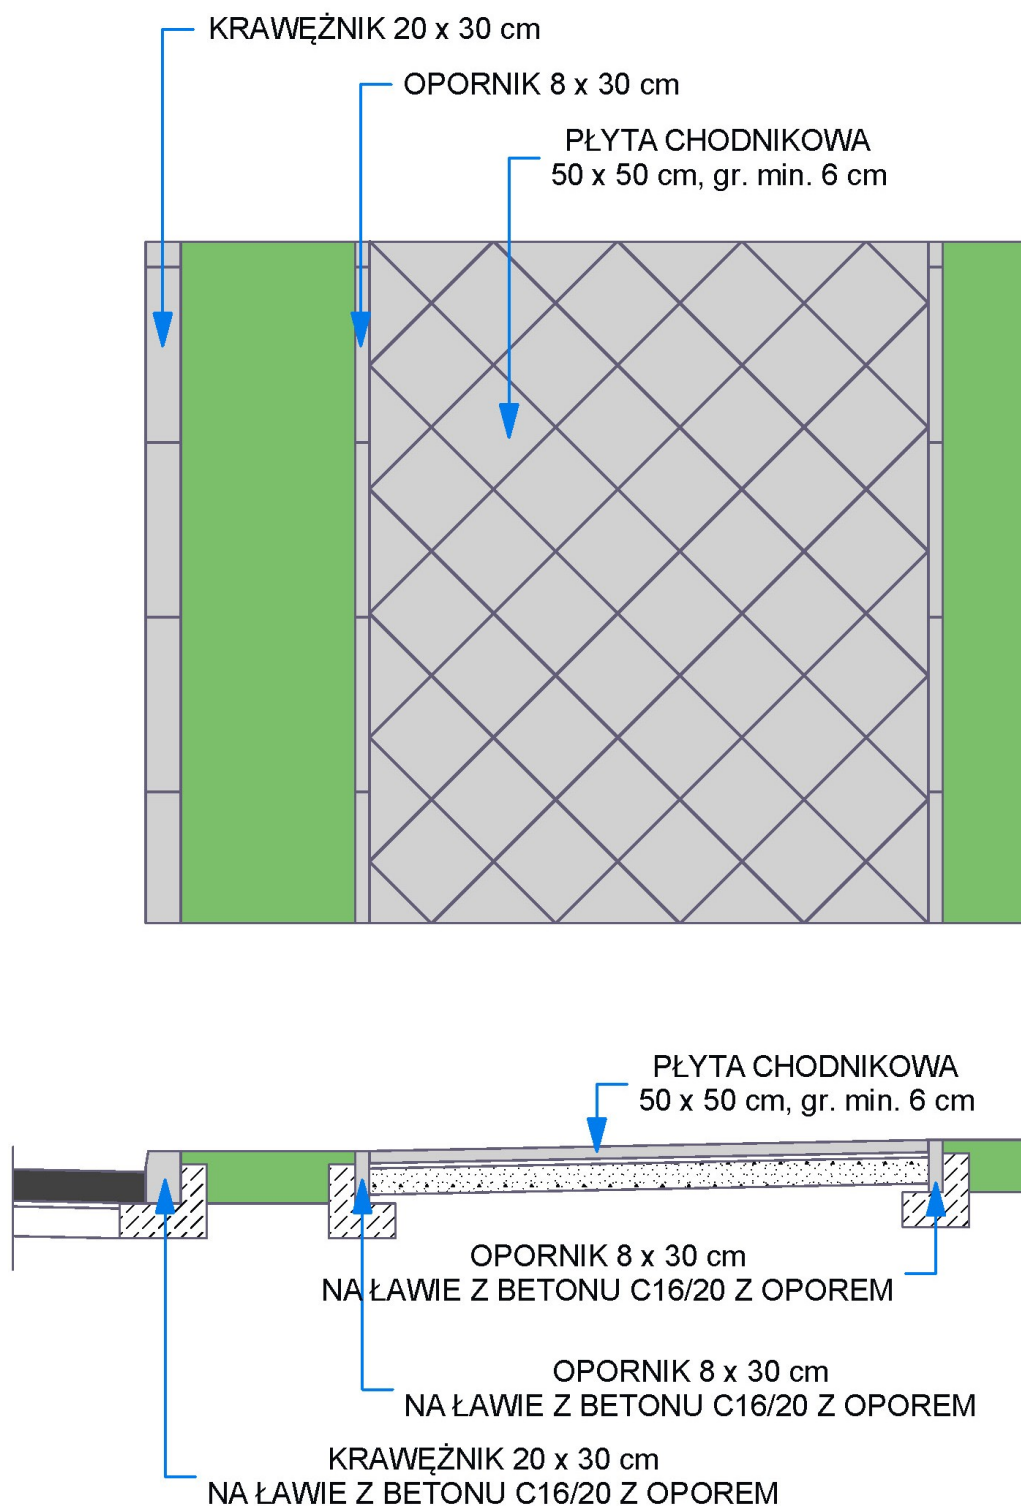 KRAWĘŻNIK 20 x 30 cm
OPORNIK 8 x 30 cm
PŁYTA CHODNIKOWA
50 x 50 cm, gr. min. 6 cm
PŁYTA CHODNIKOWA
50 x 50 cm, gr. min. 6 cm
OPORNIK 8 x 30 cm
NA ŁAWIE Z BETONU C16/20 Z OPOREM
OPORNIK 8 x 30 cm
NA ŁAWIE Z BETONU C16/20 Z OPOREM
KRAWĘŻNIK 20 x 30 cm
NA ŁAWIE Z BETONU C16/20 Z OPOREM